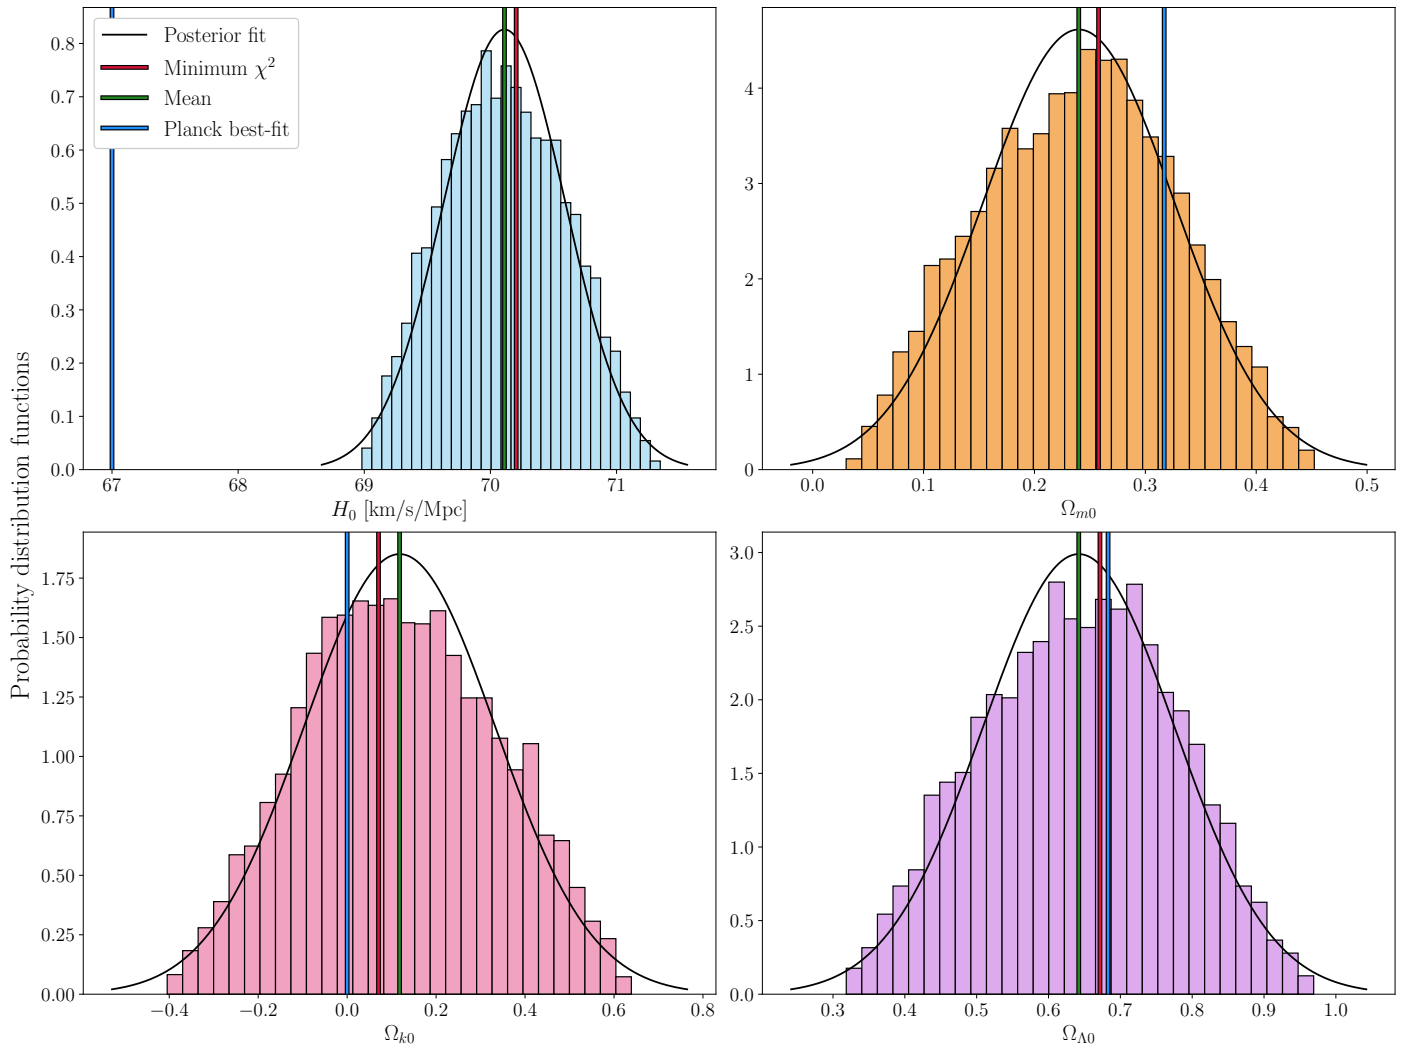 Probability distribution functions
Posterior fit
Minimum χ²
Mean
Planck best-fit
0.8
0.7
0.6
0.5
0.4
0.3
0.2
0.1
0.0
67 68 69 70 71
H₀ [km/s/Mpc]
4
3
2
1
0
0.0 0.1 0.2 0.3 0.4 0.5
Ωₘ₀
1.75
1.50
1.25
1.00
0.75
0.50
0.25
0.00
−0.4 −0.2 0.0 0.2 0.4 0.6 0.8
Ωₖ₀
3.0
2.5
2.0
1.5
1.0
0.5
0.0
0.3 0.4 0.5 0.6 0.7 0.8 0.9 1.0
Ω_Λ0